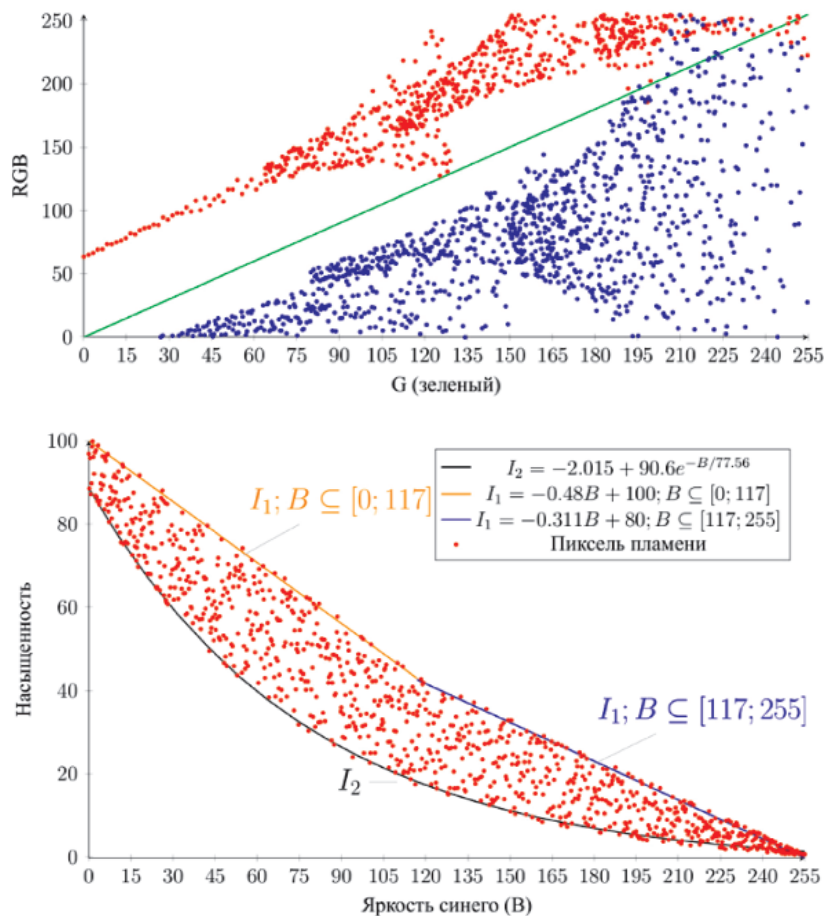 250
200
150
100
50
0
RGB
0 15 30 45 60 75 90 105 120 135 150 165 180 195 210 225 240 255
G (зеленый)
100
80
60
40
20
0
Насыщенность
I₂ = −2.015 + 90.6e^{−B/77.56}
I₁ = −0.48B + 100; B ⊆ [0; 117]
I₁ = −0.311B + 80; B ⊆ [117; 255]
Пиксель пламени
I₁; B ⊆ [0; 117]
I₁; B ⊆ [117; 255]
I₂
0 15 30 45 60 75 90 105 120 135 150 165 180 195 210 225 240 255
Яркость синего (B)